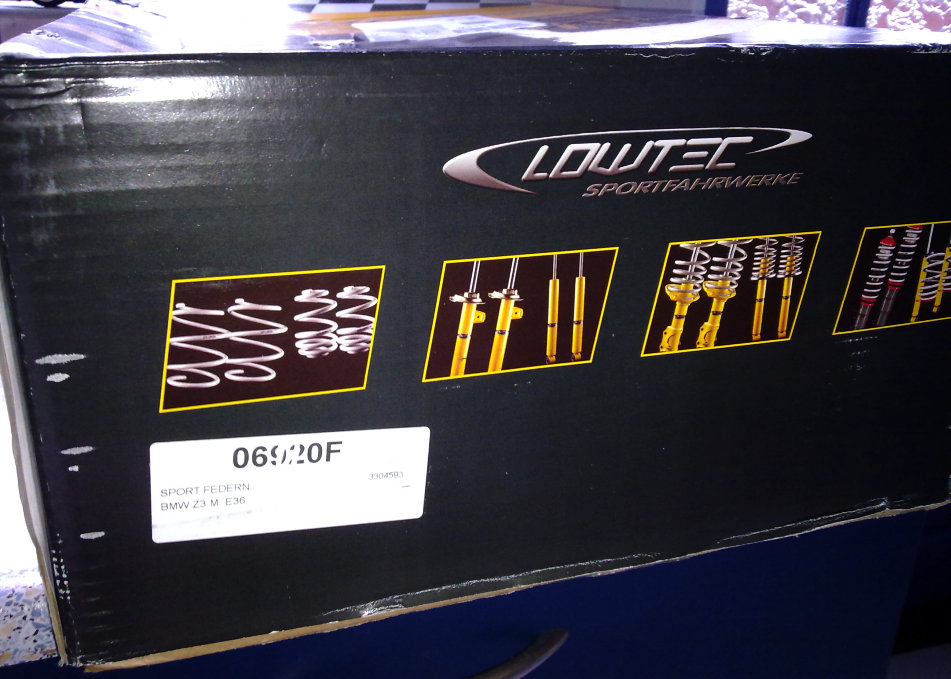 LOWTEC
SPORTFAHRWERKE
06920F
3304593
SPORT FEDERN
BMW Z3 M E36